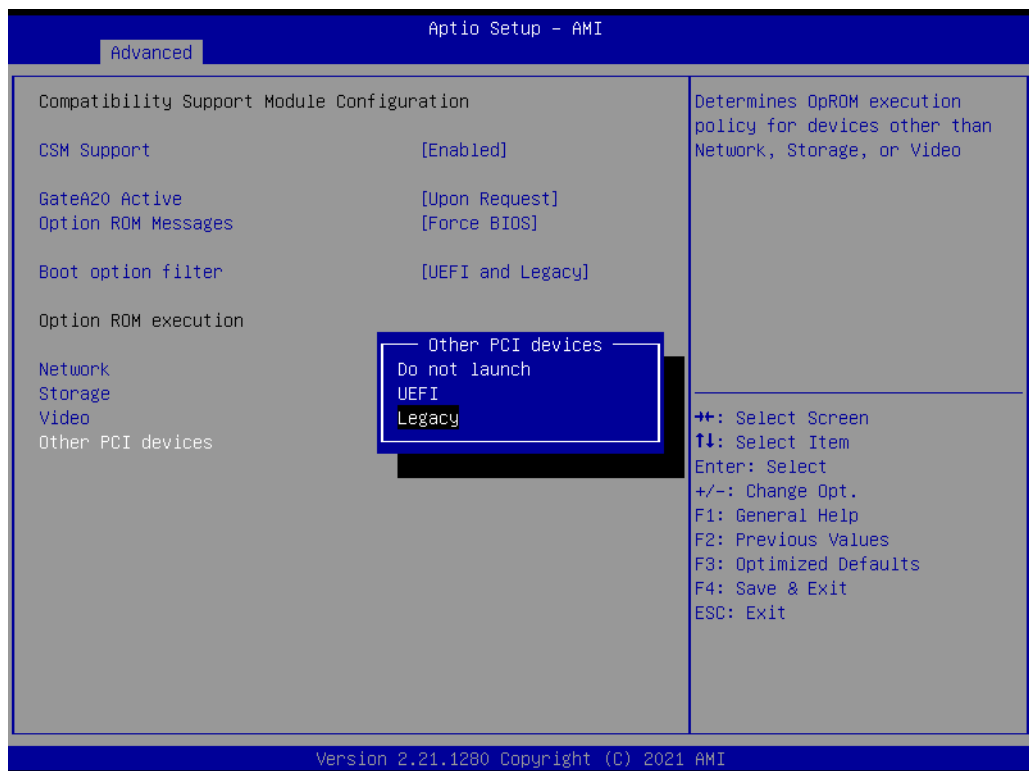 Aptio Setup – AMI
Advanced
Compatibility Support Module Configuration
CSM Support [Enabled]
GateA20 Active [Upon Request]
Option ROM Messages [Force BIOS]
Boot option filter [UEFI and Legacy]
Option ROM execution
Network
Storage
Video
Other PCI devices
Other PCI devices
Do not launch
UEFI
Legacy
Determines OpROM execution
policy for devices other than
Network, Storage, or Video
→←: Select Screen
↑↓: Select Item
Enter: Select
+/-: Change Opt.
F1: General Help
F2: Previous Values
F3: Optimized Defaults
F4: Save & Exit
ESC: Exit
Version 2.21.1280 Copyright (C) 2021 AMI